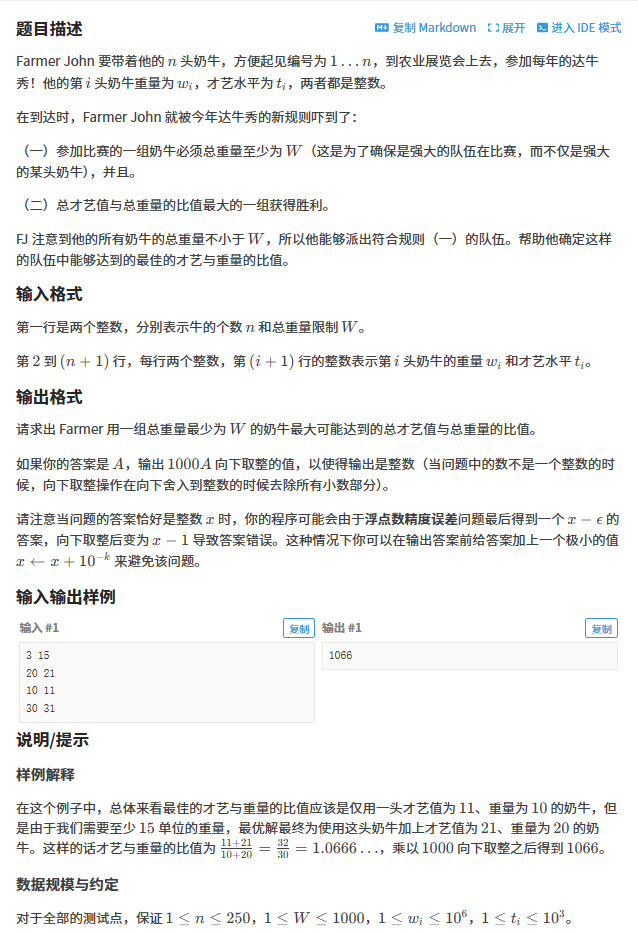 题目描述 复制 Markdown 展开 进入 IDE 模式
Farmer John 要带着他的 n 头奶牛，方便起见编号为 1…n，到农业展览会上去，参加每年的达牛
秀！他的第 i 头奶牛重量为 w_i，才艺水平为 t_i，两者都是整数。
在到达时，Farmer John 就被今年达牛秀的新规则吓到了：
（一）参加比赛的一组奶牛必须总重量至少为 W（这是为了确保是强大的队伍在比赛，而不仅是强大
的某头奶牛），并且。
（二）总才艺值与总重量的比值最大的一组获得胜利。
FJ 注意到他的所有奶牛的总重量不小于 W，所以他能够派出符合规则（一）的队伍。帮助他确定这样
的队伍中能够达到的最佳的才艺与重量的比值。
输入格式
第一行是两个整数，分别表示牛的个数 n 和总重量限制 W。
第 2 到 (n + 1) 行，每行两个整数，第 (i + 1) 行的整数表示第 i 头奶牛的重量 w_i 和才艺水平 t_i。
输出格式
请求出 Farmer 用一组总重量最少为 W 的奶牛最大可能达到的总才艺值与总重量的比值。
如果你的答案是 A，输出 1000A 向下取整的值，以使得输出是整数（当问题中的数不是一个整数的时
候，向下取整操作在向下舍入到整数的时候去除所有小数部分）。
请注意当问题的答案恰好是整数 x 时，你的程序可能会由于浮点数精度误差问题最后得到一个 x − ϵ 的
答案，向下取整后变为 x − 1 导致答案错误。这种情况下你可以在输出答案前给答案加上一个极小的值
x ← x + 10^{−k} 来避免该问题。
输入输出样例
输入 #1 复制 输出 #1 复制
3 15 1066
20 21
10 11
30 31
说明/提示
样例解释
在这个例子中，总体来看最佳的才艺与重量的比值应该是仅用一头才艺值为 11、重量为 10 的奶牛，但
是由于我们需要至少 15 单位的重量，最优解最终为使用这头奶牛加上才艺值为 21、重量为 20 的奶
牛。这样的话才艺与重量的比值为 \frac{11+21}{10+20} = \frac{32}{30} = 1.0666…，乘以 1000 向下取整之后得到 1066。
数据规模与约定
对于全部的测试点，保证 1 ≤ n ≤ 250，1 ≤ W ≤ 1000，1 ≤ w_i ≤ 10^6，1 ≤ t_i ≤ 10^3。